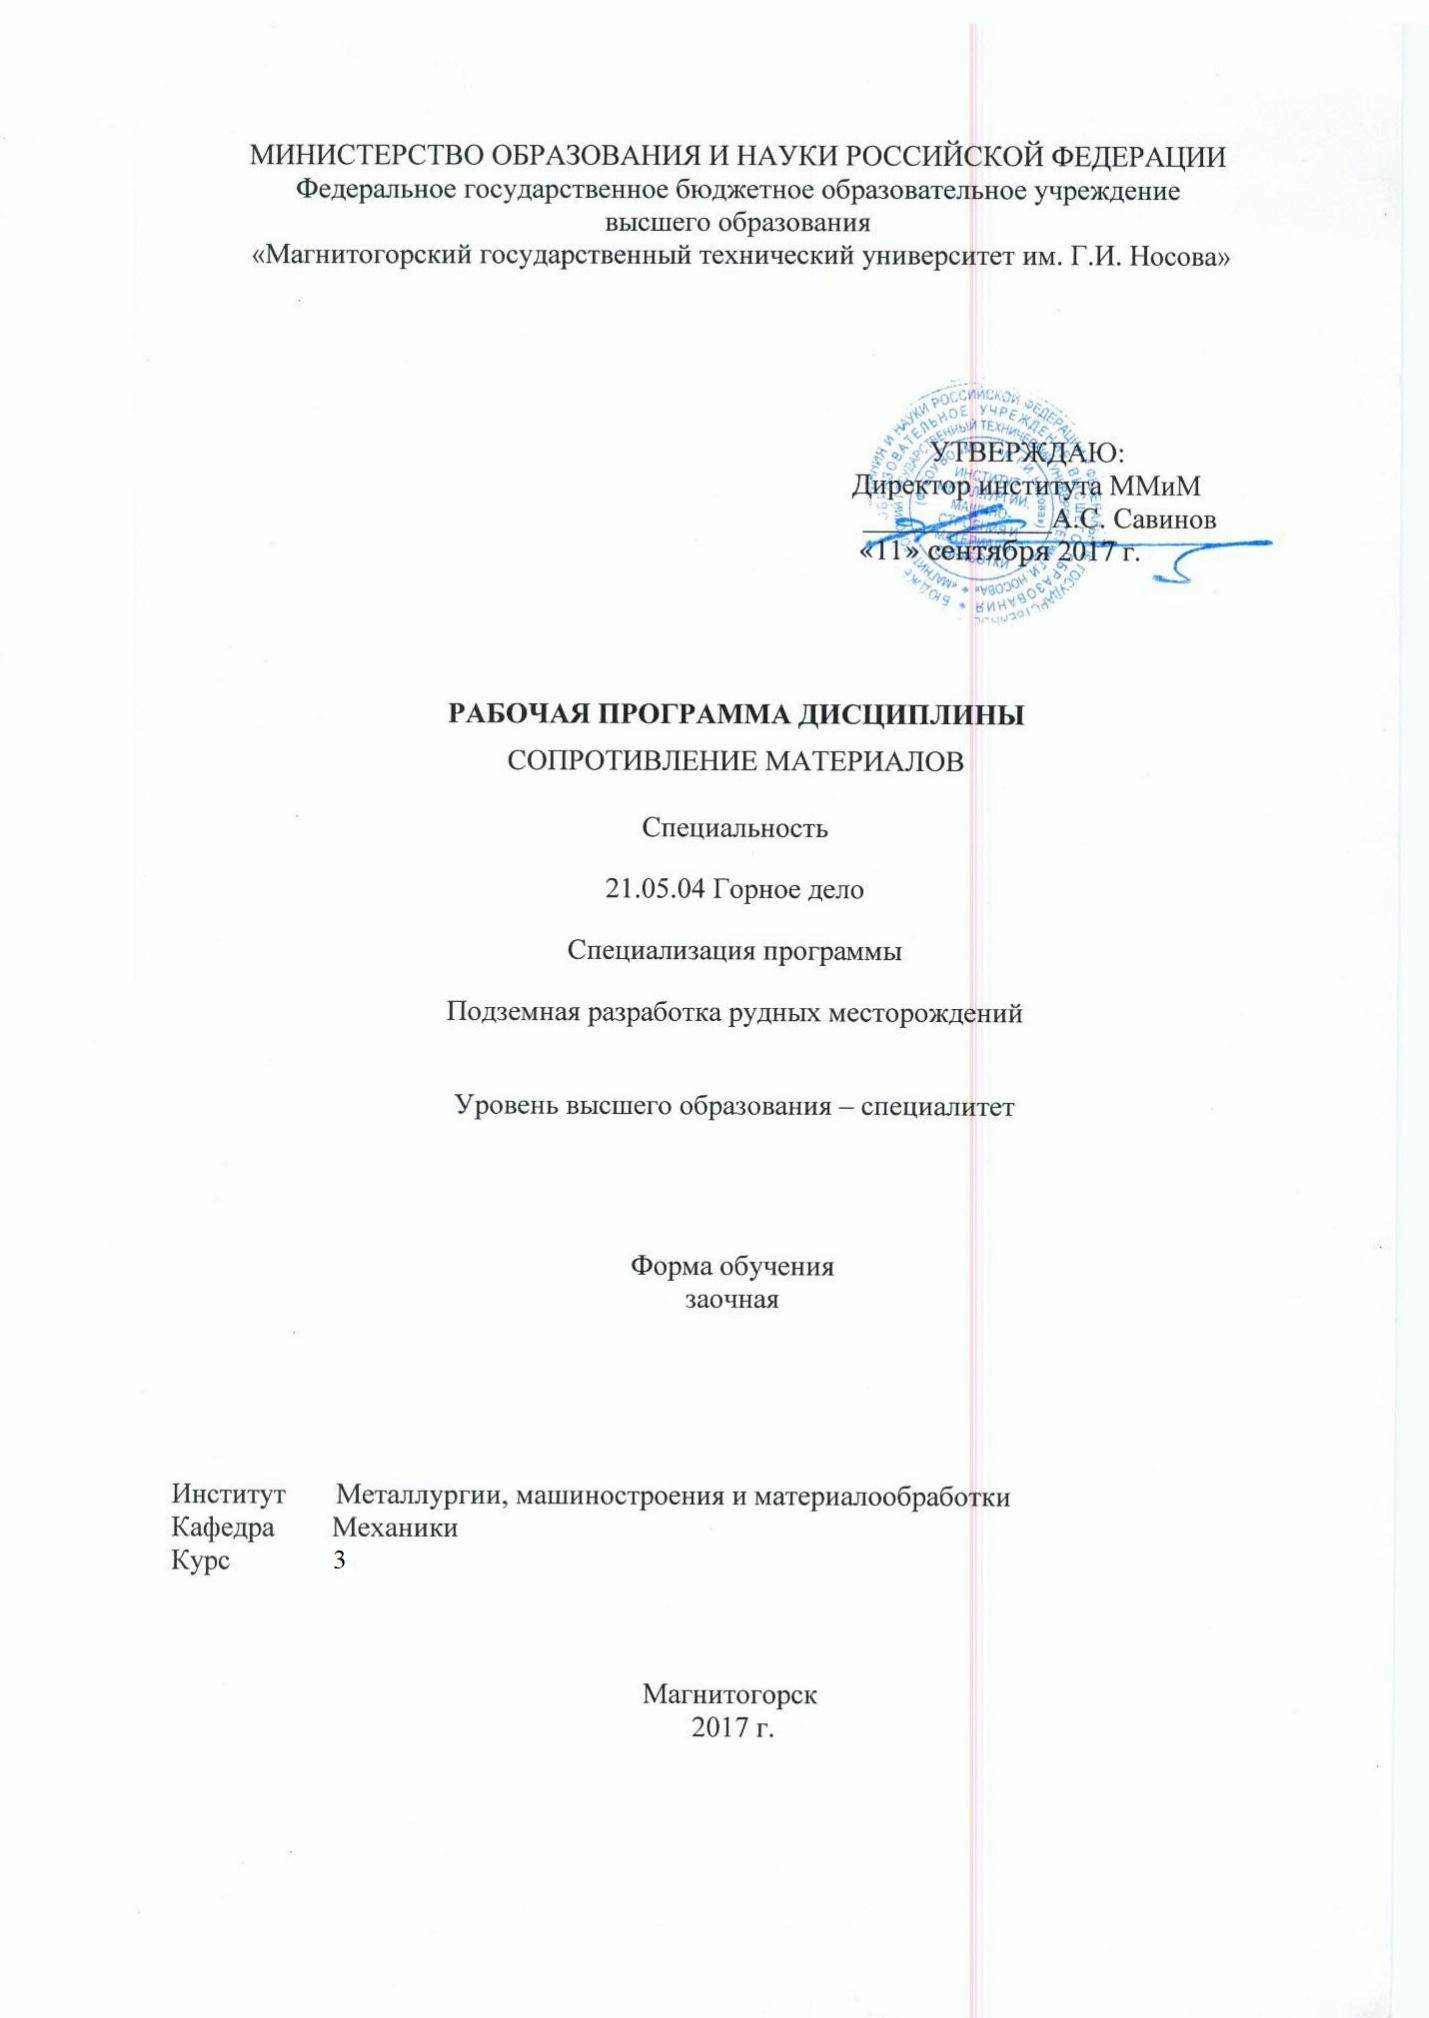 МИНИСТЕРСТВО ОБРАЗОВАНИЯ И НАУКИ РОССИЙСКОЙ ФЕДЕРАЦИИ
Федеральное государственное бюджетное образовательное учреждение
высшего образования
«Магнитогорский государственный технический университет им. Г.И. Носова»
УТВЕРЖДАЮ:
Директор института ММиМ
А.С. Савинов
«11» сентября 2017 г.
РАБОЧАЯ ПРОГРАММА ДИСЦИПЛИНЫ
СОПРОТИВЛЕНИЕ МАТЕРИАЛОВ
Специальность
21.05.04 Горное дело
Специализация программы
Подземная разработка рудных месторождений
Уровень высшего образования – специалитет
Форма обучения
заочная
Институт Металлургии, машиностроения и материалообработки
Кафедра Механики
Курс 3
Магнитогорск
2017 г.